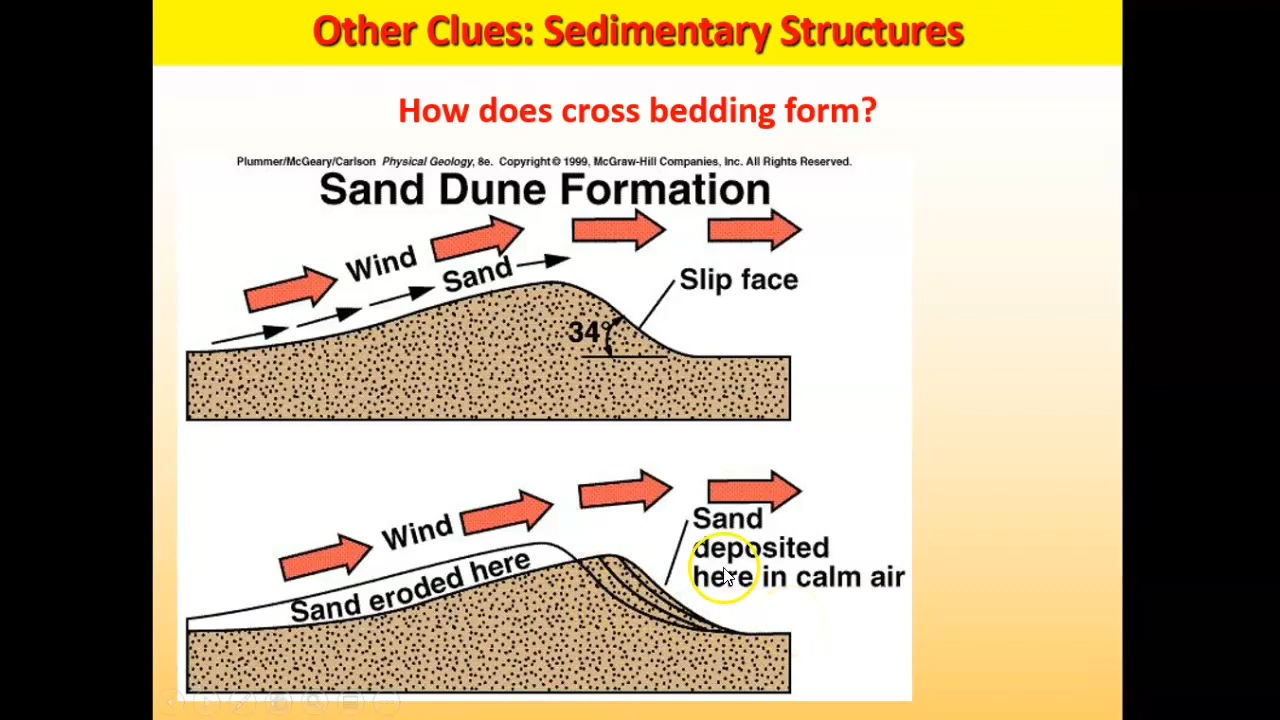 Other Clues: Sedimentary Structures
How does cross bedding form?
Plummer/McGeary/Carlson Physical Geology, 8e. Copyright © 1999, McGraw-Hill Companies, Inc. All Rights Reserved.
Sand Dune Formation
Wind
Sand
Slip face
34°
Wind
Sand eroded here
Sand
deposited
here in calm air